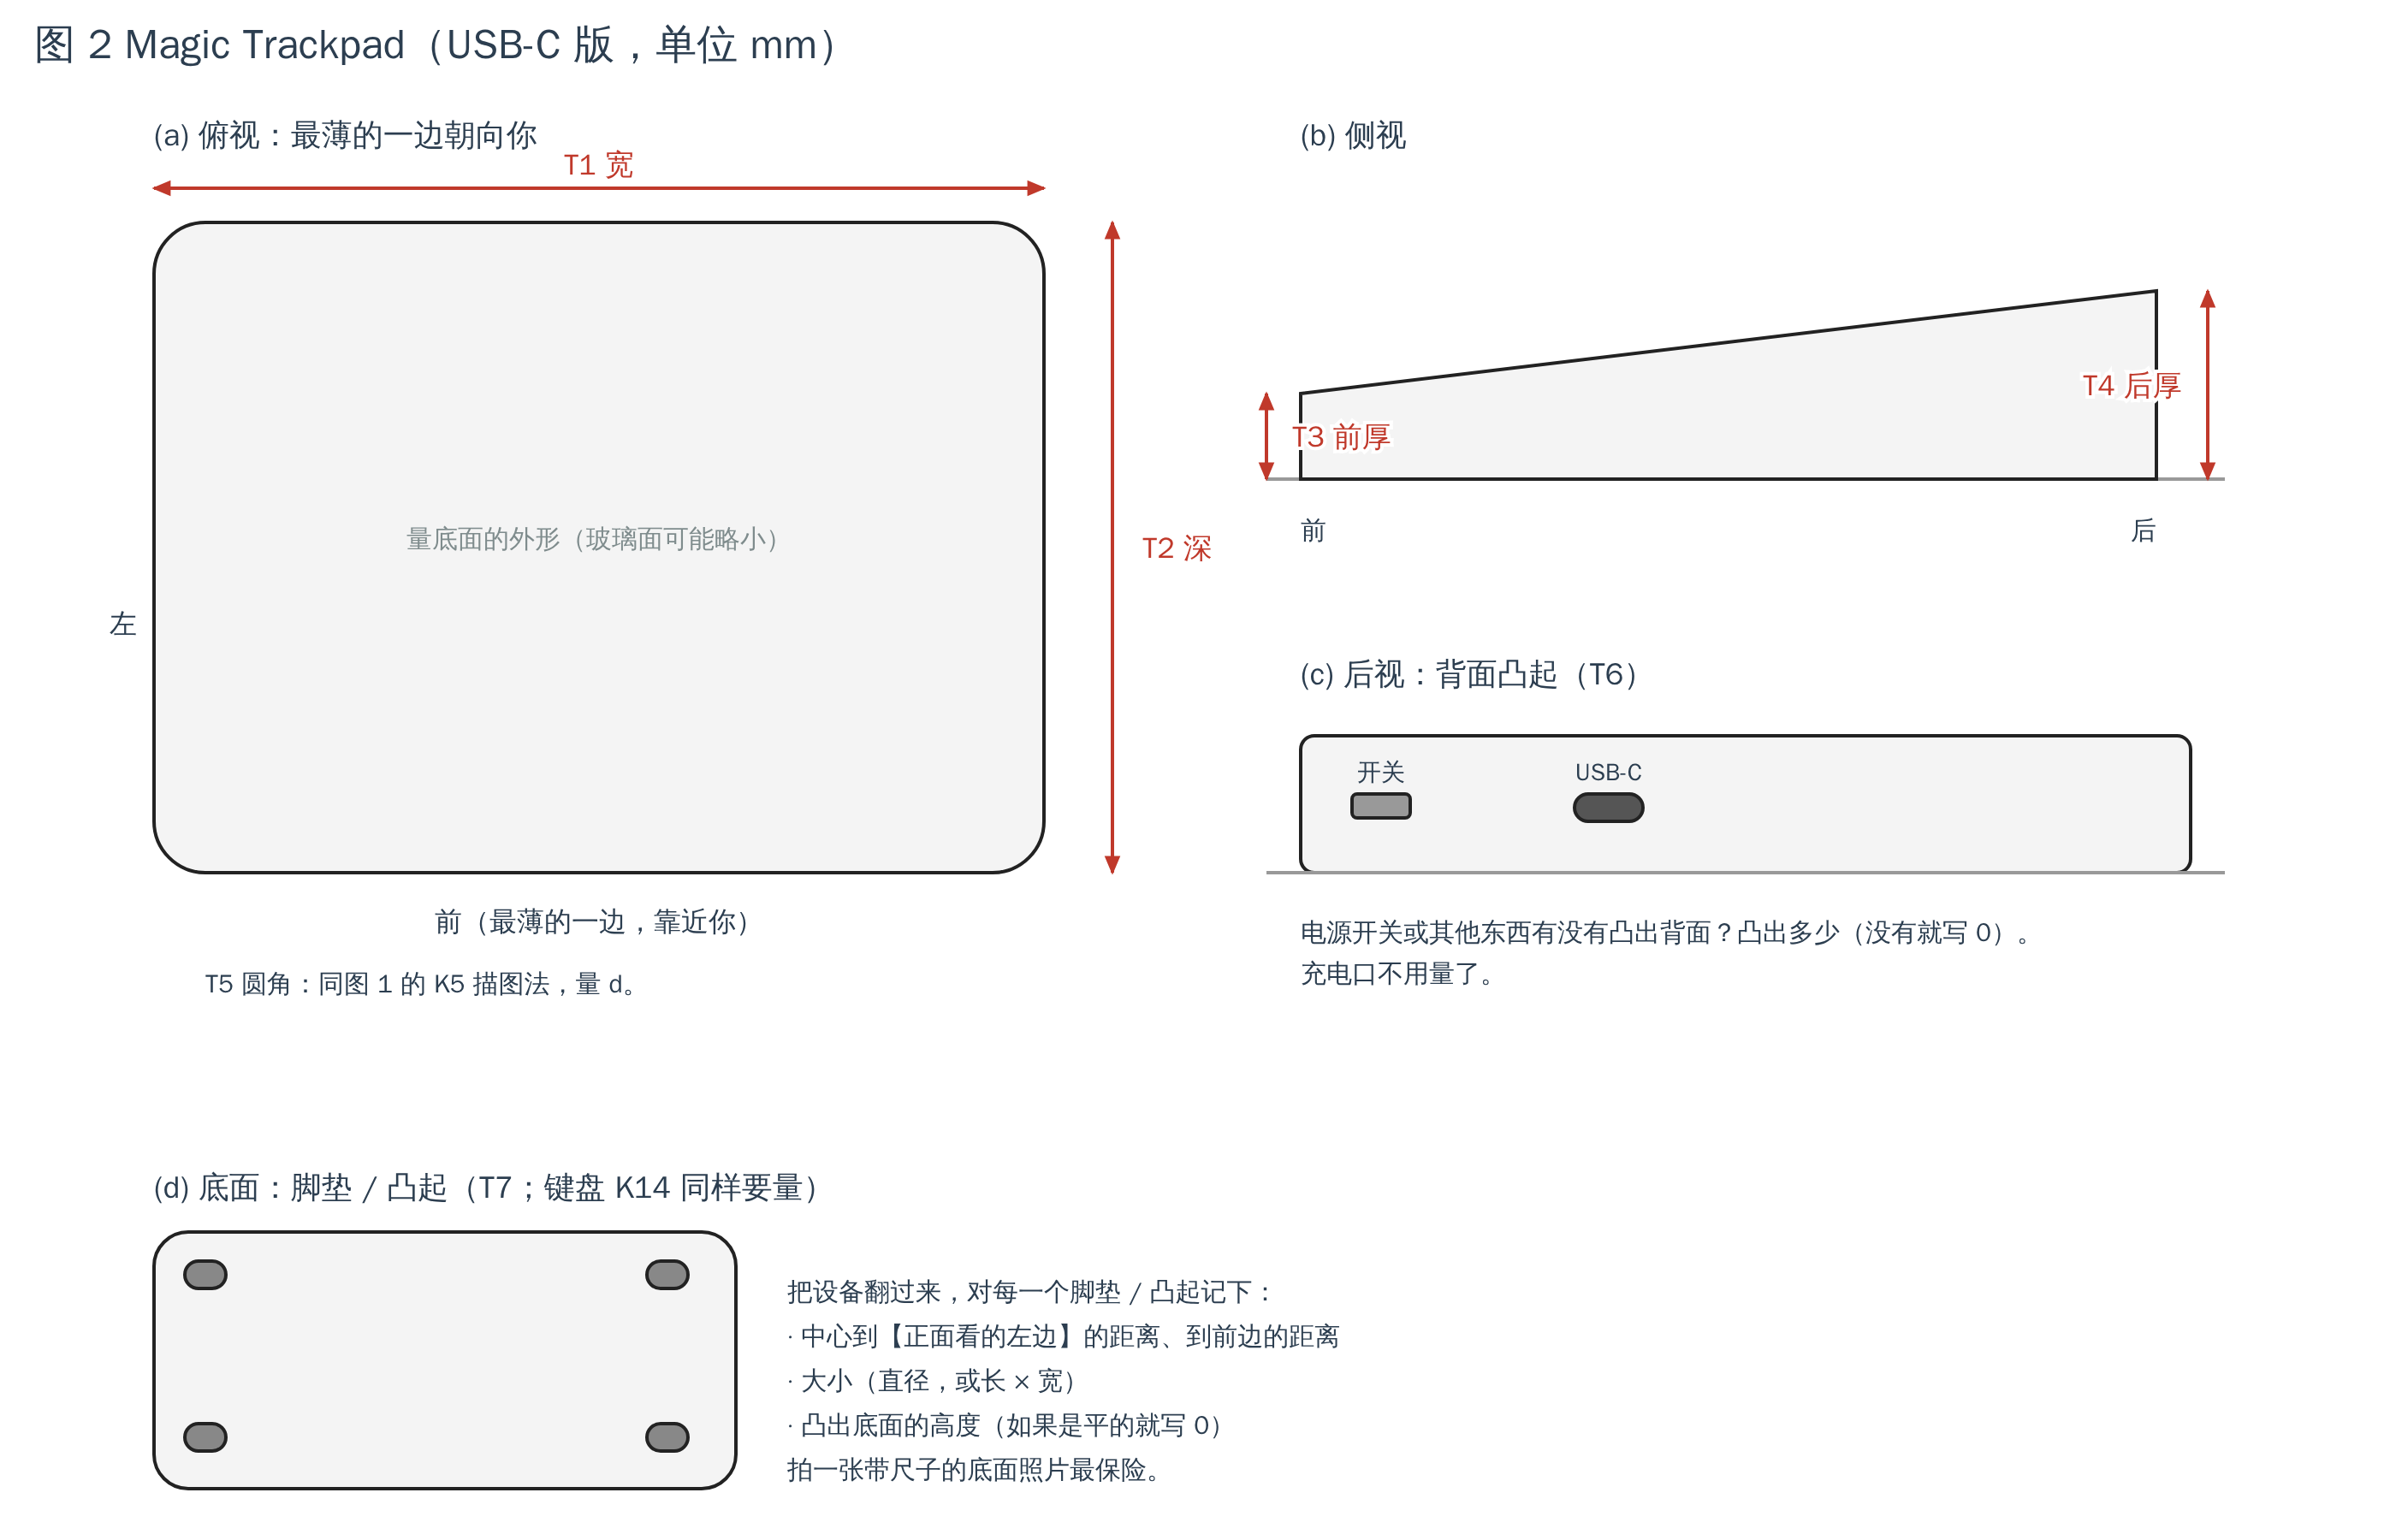 图 2 Magic Trackpad（USB-C 版，单位 mm）
(a) 俯视：最薄的一边朝向你
T1 宽
量底面的外形（玻璃面可能略小）
左
T2 深
前（最薄的一边，靠近你）
T5 圆角：同图 1 的 K5 描图法，量 d。
(b) 侧视
T4 后厚
T3 前厚
前
后
(c) 后视：背面凸起（T6）
开关
USB-C
电源开关或其他东西有没有凸出背面？凸出多少（没有就写 0）。
充电口不用量了。
(d) 底面：脚垫 / 凸起（T7；键盘 K14 同样要量）
把设备翻过来，对每一个脚垫 / 凸起记下：
· 中心到【正面看的左边】的距离、到前边的距离
· 大小（直径，或长 × 宽）
· 凸出底面的高度（如果是平的就写 0）
拍一张带尺子的底面照片最保险。